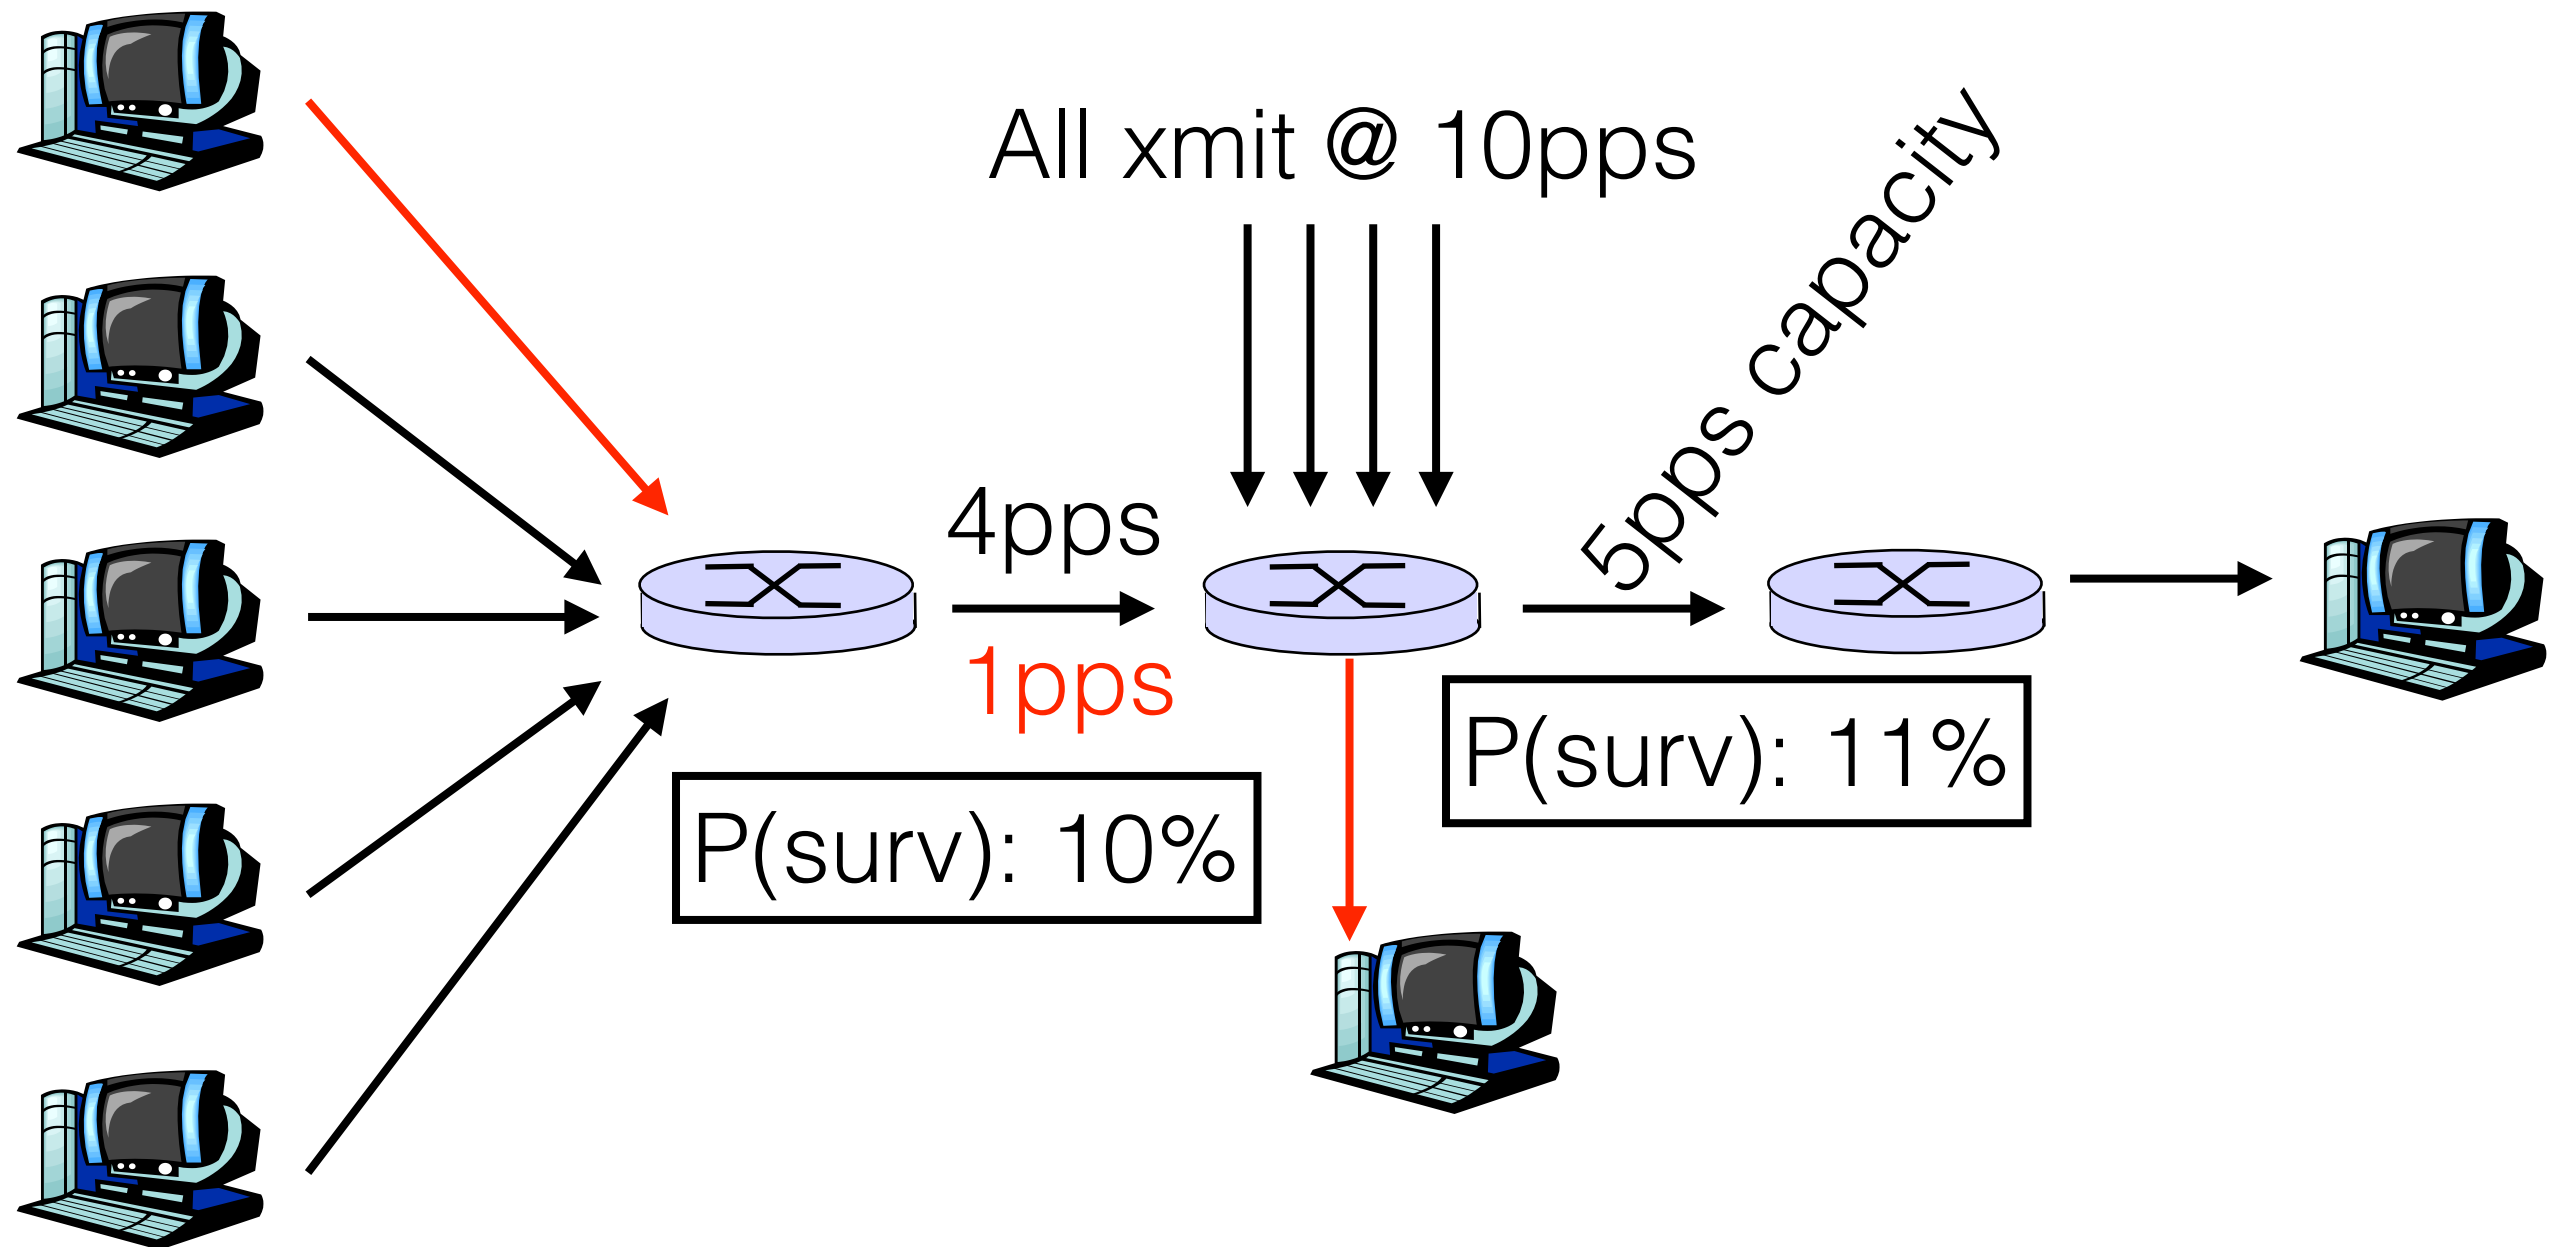 All xmit @ 10pps
5pps capacity
4pps
1pps
P(surv): 10%
P(surv): 11%